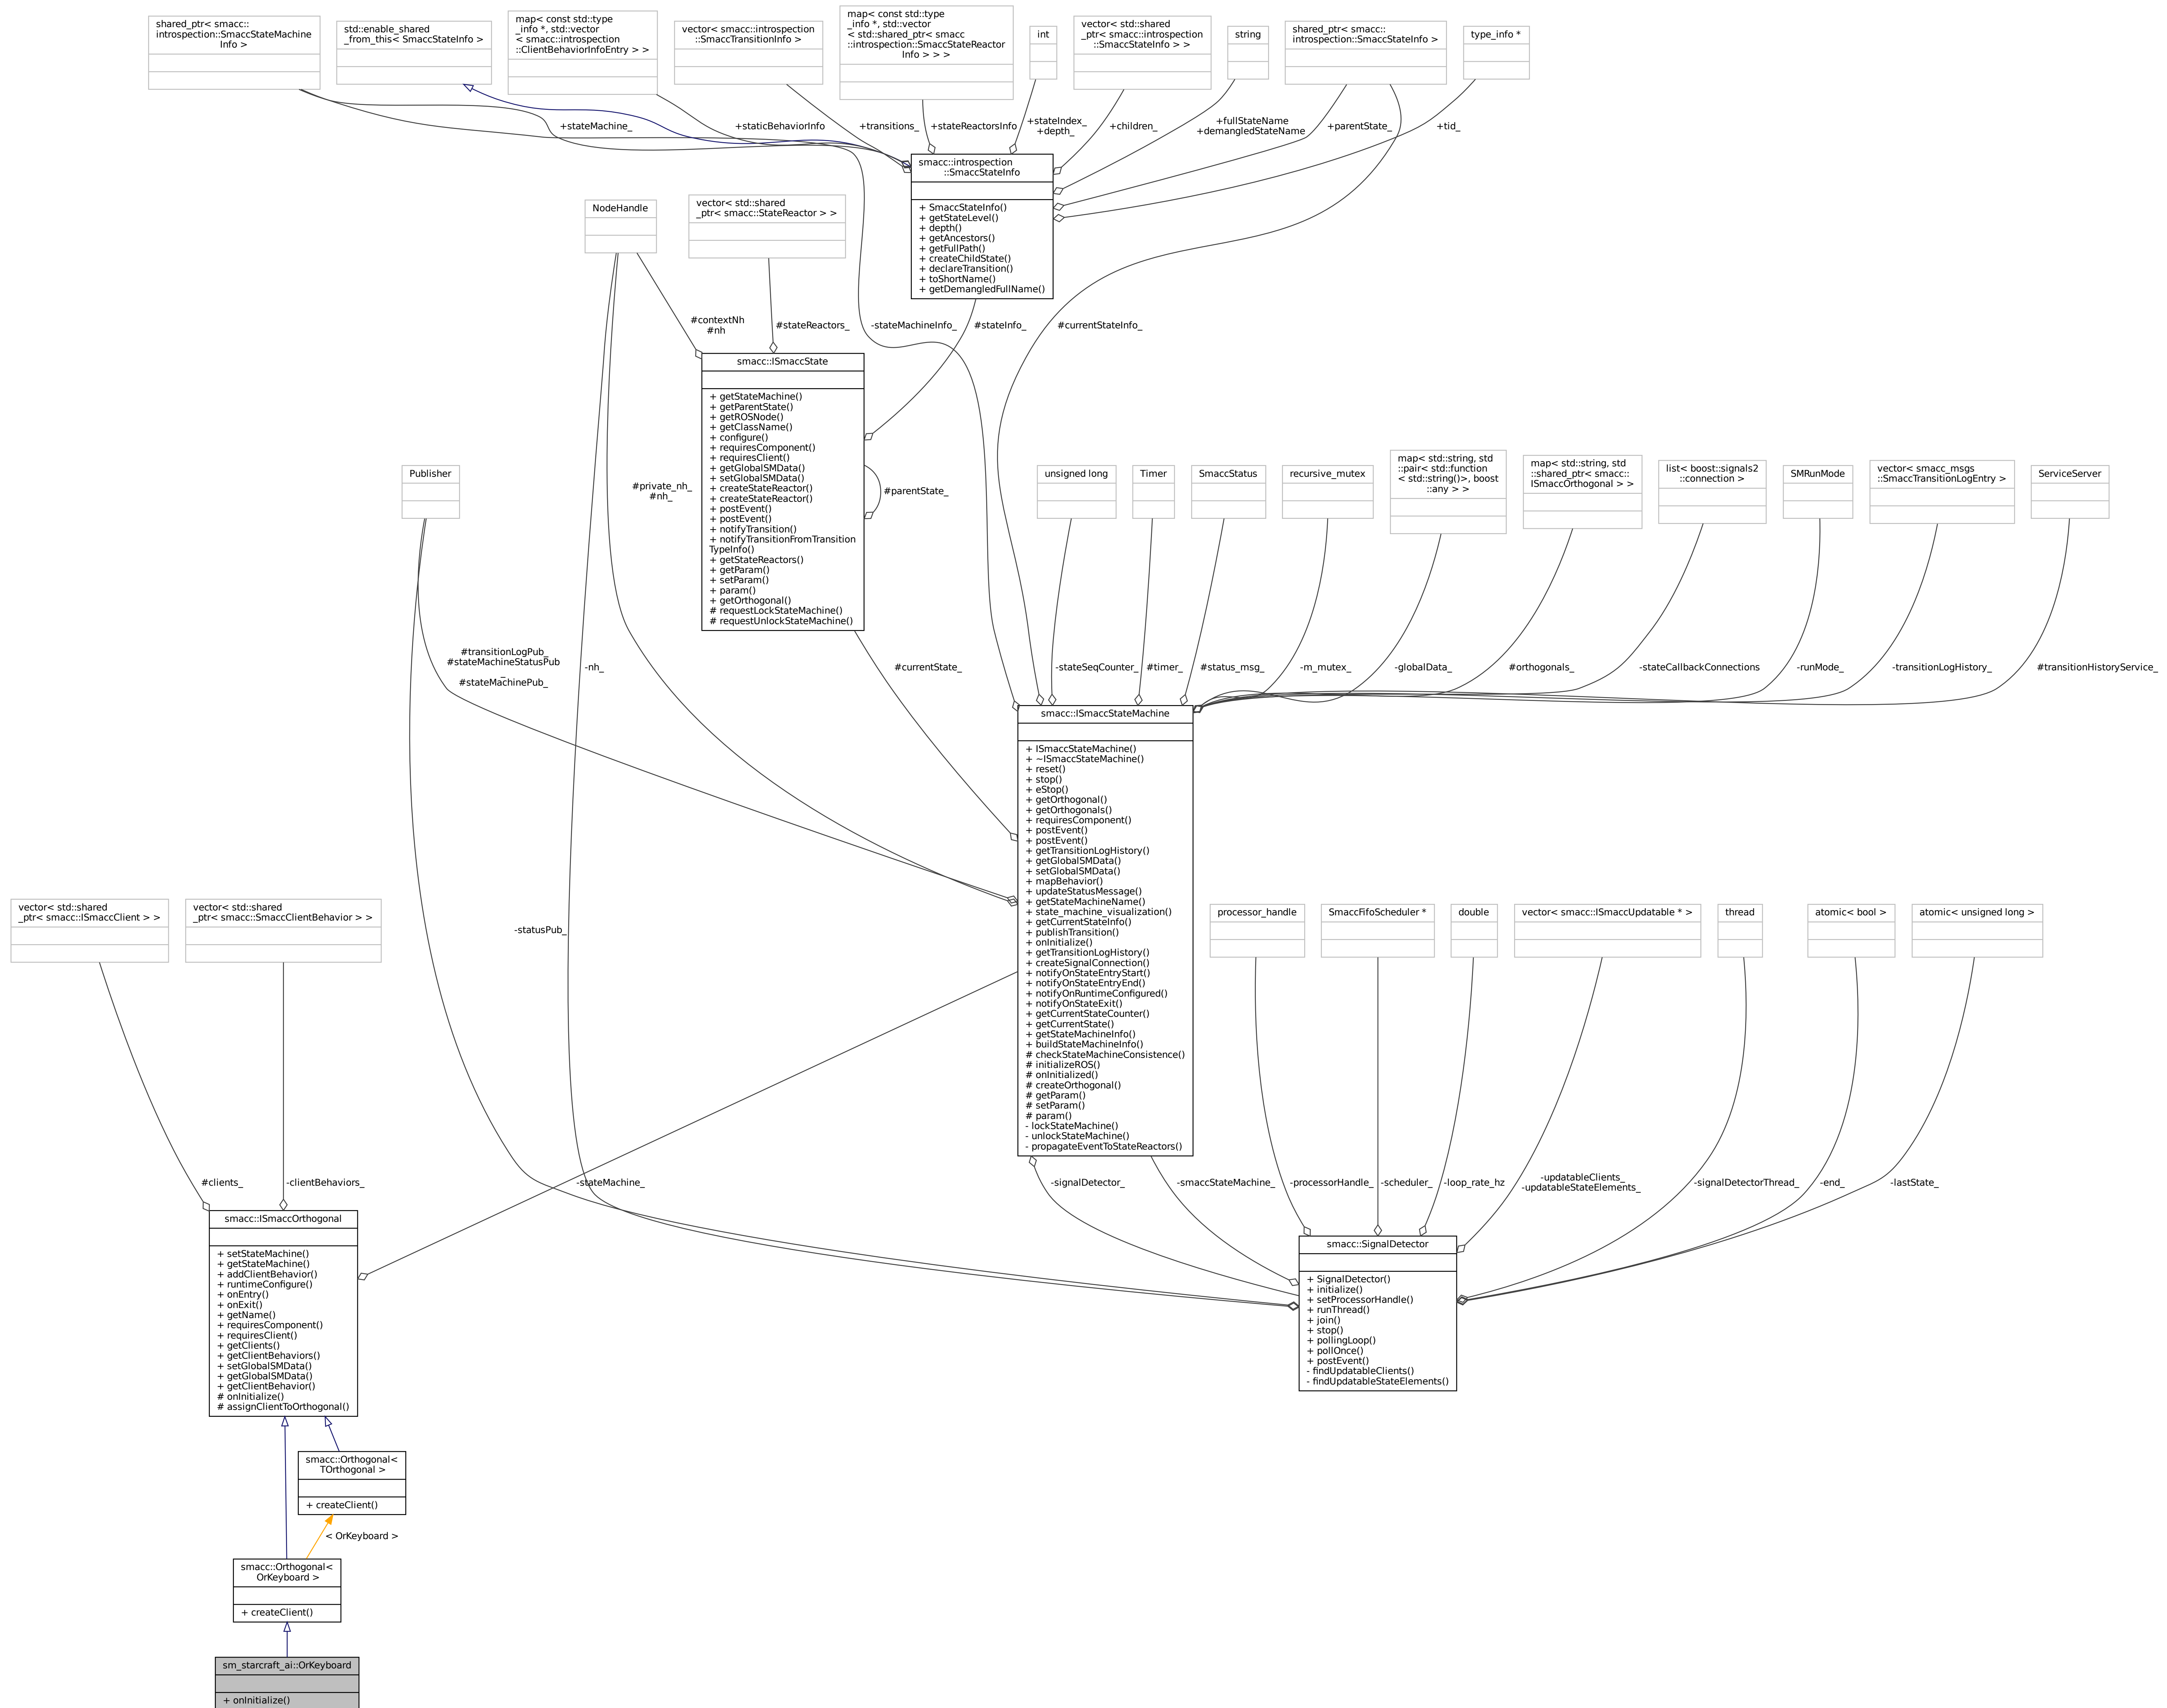 shared_ptr< smacc::
introspection::SmaccStateMachine
Info >
std::enable_shared
_from_this< SmaccStateInfo >
map< const std::type
_info *, std::vector
< smacc::introspection
::ClientBehaviorInfoEntry > >
vector< smacc::introspection
::SmaccTransitionInfo >
map< const std::type
_info *, std::vector
< std::shared_ptr< smacc
::introspection::SmaccStateReactor
Info > > >
int
vector< std::shared
_ptr< smacc::introspection
::SmaccStateInfo > >
string
shared_ptr< smacc::
introspection::SmaccStateInfo >
type_info *
+stateMachine_
+staticBehaviorInfo
+transitions_
+stateReactorsInfo
+stateIndex_
+depth_
+children_
+fullStateName
+demangledStateName
+parentState_
+tid_
smacc::introspection
::SmaccStateInfo
+ SmaccStateInfo()
+ getStateLevel()
+ depth()
+ getAncestors()
+ getFullPath()
+ createChildState()
+ declareTransition()
+ toShortName()
+ getDemangledFullName()
NodeHandle
vector< std::shared
_ptr< smacc::StateReactor > >
#contextNh
#nh
#stateReactors_
-stateMachineInfo_
#stateInfo_
#currentStateInfo_
smacc::ISmaccState
+ getStateMachine()
+ getParentState()
+ getROSNode()
+ getClassName()
+ configure()
+ requiresComponent()
+ requiresClient()
+ getGlobalSMData()
+ setGlobalSMData()
+ createStateReactor()
+ createStateReactor()
+ postEvent()
+ postEvent()
+ notifyTransition()
+ notifyTransitionFromTransition
TypeInfo()
+ getStateReactors()
+ getParam()
+ setParam()
+ param()
+ getOrthogonal()
# requestLockStateMachine()
# requestUnlockStateMachine()
#parentState_
Publisher
#private_nh_
#nh_
unsigned long
Timer
SmaccStatus
recursive_mutex
map< std::string, std
::pair< std::function
< std::string()>, boost
::any > >
map< std::string, std
::shared_ptr< smacc::
ISmaccOrthogonal > >
list< boost::signals2
::connection >
SMRunMode
vector< smacc_msgs
::SmaccTransitionLogEntry >
ServiceServer
#transitionLogPub_
#stateMachineStatusPub
_
#stateMachinePub_
-nh_
#currentState_
-stateSeqCounter_
#timer_
#status_msg_
-m_mutex_
-globalData_
#orthogonals_
-stateCallbackConnections
-runMode_
-transitionLogHistory_
#transitionHistoryService_
smacc::ISmaccStateMachine
+ ISmaccStateMachine()
+ ~ISmaccStateMachine()
+ reset()
+ stop()
+ eStop()
+ getOrthogonal()
+ getOrthogonals()
+ requiresComponent()
+ postEvent()
+ postEvent()
+ getTransitionLogHistory()
+ getGlobalSMData()
+ setGlobalSMData()
+ mapBehavior()
+ updateStatusMessage()
+ getStateMachineName()
+ state_machine_visualization()
+ getCurrentStateInfo()
+ publishTransition()
+ onInitialize()
+ getTransitionLogHistory()
+ createSignalConnection()
+ notifyOnStateEntryStart()
+ notifyOnStateEntryEnd()
+ notifyOnRuntimeConfigured()
+ notifyOnStateExit()
+ getCurrentStateCounter()
+ getCurrentState()
+ getStateMachineInfo()
+ buildStateMachineInfo()
# checkStateMachineConsistence()
# initializeROS()
# onInitialized()
# createOrthogonal()
# getParam()
# setParam()
# param()
- lockStateMachine()
- unlockStateMachine()
- propagateEventToStateReactors()
vector< std::shared
_ptr< smacc::ISmaccClient > >
vector< std::shared
_ptr< smacc::SmaccClientBehavior > >
-statusPub_
processor_handle
SmaccFifoScheduler *
double
vector< smacc::ISmaccUpdatable * >
thread
atomic< bool >
atomic< unsigned long >
#clients_
-clientBehaviors_
-stateMachine_
-signalDetector_
-smaccStateMachine_
-processorHandle_
-scheduler_
-loop_rate_hz
-updatableClients_
-updatableStateElements_
-signalDetectorThread_
-end_
-lastState_
smacc::ISmaccOrthogonal
+ setStateMachine()
+ getStateMachine()
+ addClientBehavior()
+ runtimeConfigure()
+ onEntry()
+ onExit()
+ getName()
+ requiresComponent()
+ requiresClient()
+ getClients()
+ getClientBehaviors()
+ setGlobalSMData()
+ getGlobalSMData()
+ getClientBehavior()
# onInitialize()
# assignClientToOrthogonal()
smacc::SignalDetector
+ SignalDetector()
+ initialize()
+ setProcessorHandle()
+ runThread()
+ join()
+ stop()
+ pollingLoop()
+ pollOnce()
+ postEvent()
- findUpdatableClients()
- findUpdatableStateElements()
smacc::Orthogonal<
TOrthogonal >
+ createClient()
< OrKeyboard >
smacc::Orthogonal<
OrKeyboard >
+ createClient()
sm_starcraft_ai::OrKeyboard
+ onInitialize()